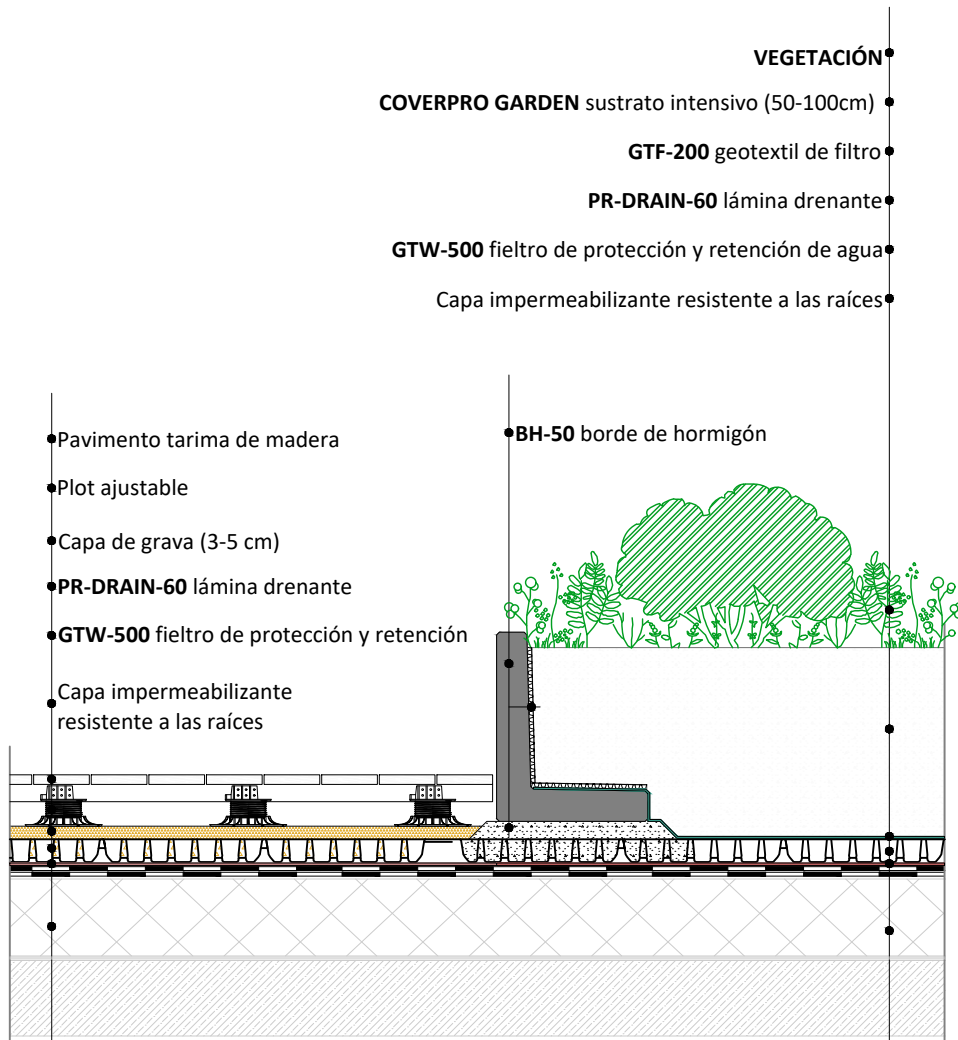 VEGETACIÓN
COVERPRO GARDEN sustrato intensivo (50-100cm)
GTF-200 geotextil de filtro
PR-DRAIN-60 lámina drenante
GTW-500 fieltro de protección y retención de agua
Capa impermeabilizante resistente a las raíces
BH-50 borde de hormigón
Pavimento tarima de madera
Plot ajustable
Capa de grava (3-5 cm)
PR-DRAIN-60 lámina drenante
GTW-500 fieltro de protección y retención
Capa impermeabilizante
resistente a las raíces